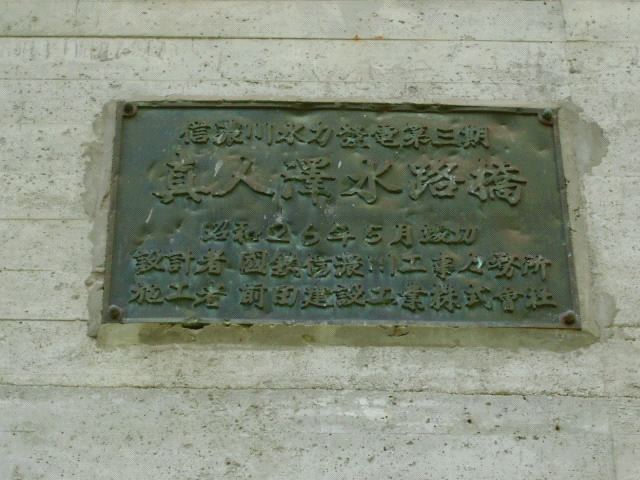 信濃川水力發電第三期
真人澤水路橋
昭和26年5月竣功
設計者 國鉄信濃川工事々務所
施工者 前田建設工業株式會社